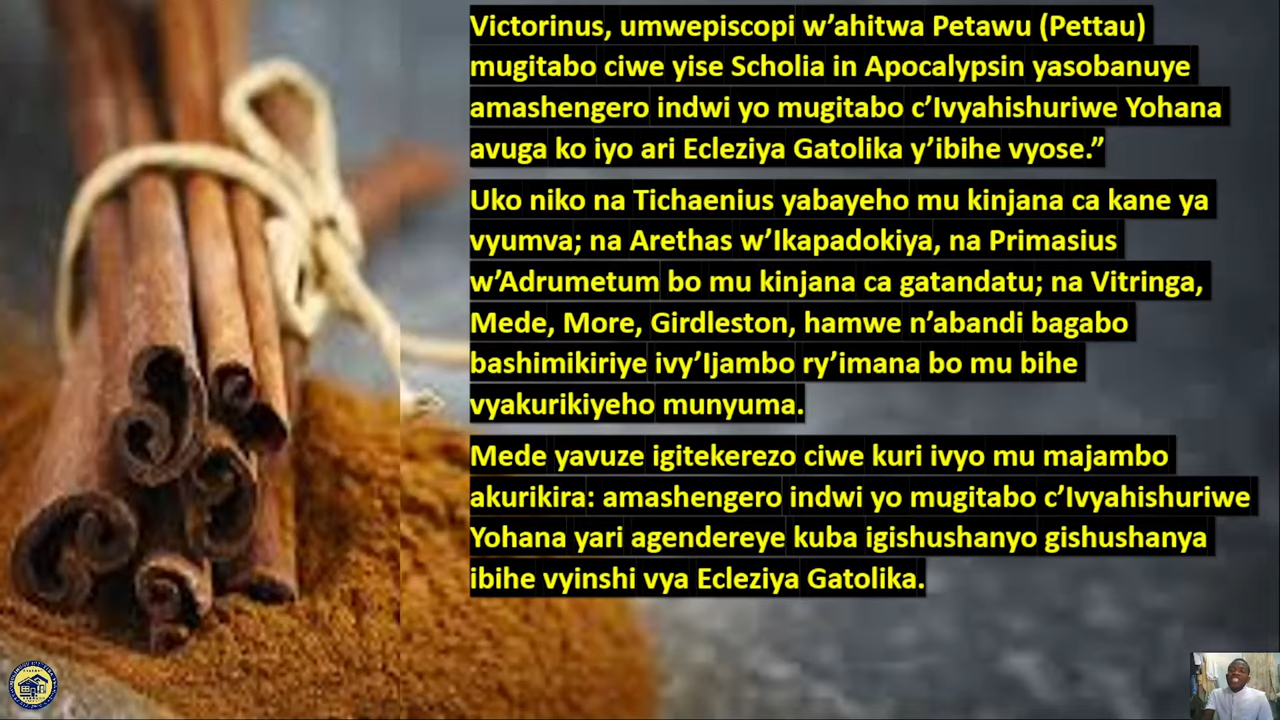 Victorinus, umwepiscopi w’ahitwa Petawu (Pettau)
mugitabo ciwe yise Scholia in Apocalypsin yasobanuye
amashengero indwi yo mugitabo c’Ivyahishuriwe Yohana
avuga ko iyo ari Ecleziya Gatolika y’ibihe vyose.”
Uko niko na Tichaenius yabayeho mu kinjana ca kane ya
vyumva; na Arethas w’Ikapadokiya, na Primasius
w’Adrumetum bo mu kinjana ca gatandatu; na Vitringa,
Mede, More, Girdleston, hamwe n’abandi bagabo
bashimikiriye ivy’Ijambo ry’imana bo mu bihe
vyakurikiyeho munyuma.
Mede yavuze igitekerezo ciwe kuri ivyo mu majambo
akurikira: amashengero indwi yo mugitabo c’Ivyahishuriwe
Yohana yari agendereye kuba igishushanyo gishushanya
ibihe vyinshi vya Ecleziya Gatolika.